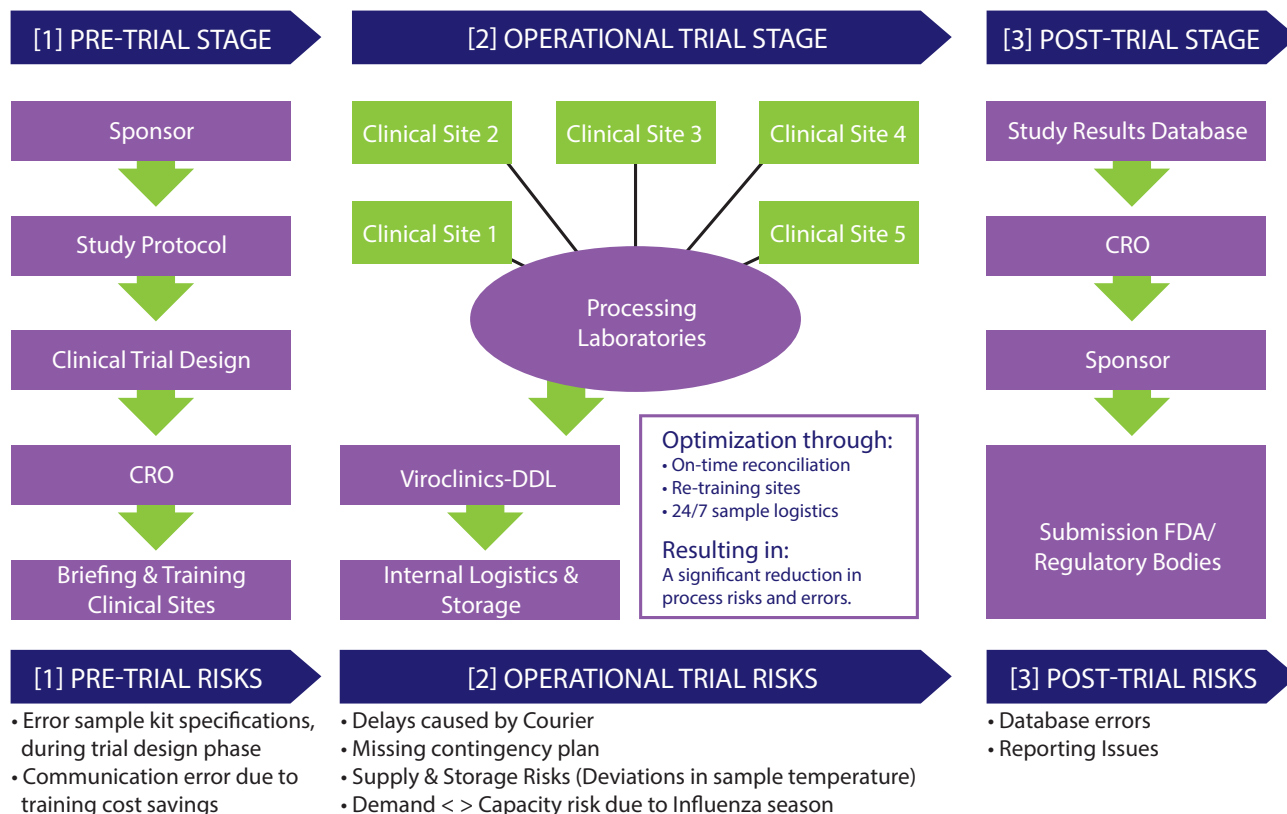 [1] PRE-TRIAL STAGE
[2] OPERATIONAL TRIAL STAGE
[3] POST-TRIAL STAGE
Sponsor
Study Protocol
Clinical Trial Design
CRO
Briefing & Training
Clinical Sites
Clinical Site 2
Clinical Site 3
Clinical Site 4
Clinical Site 1
Clinical Site 5
Processing
Laboratories
Viroclinics-DDL
Internal Logistics &
Storage
Optimization through:
• On-time reconciliation
• Re-training sites
• 24/7 sample logistics
Resulting in:
A significant reduction in
process risks and errors.
Study Results Database
CRO
Sponsor
Submission FDA/
Regulatory Bodies
[1] PRE-TRIAL RISKS
• Error sample kit specifications,
during trial design phase
• Communication error due to
training cost savings
[2] OPERATIONAL TRIAL RISKS
• Delays caused by Courier
• Missing contingency plan
• Supply & Storage Risks (Deviations in sample temperature)
• Demand < > Capacity risk due to Influenza season
[3] POST-TRIAL RISKS
• Database errors
• Reporting Issues